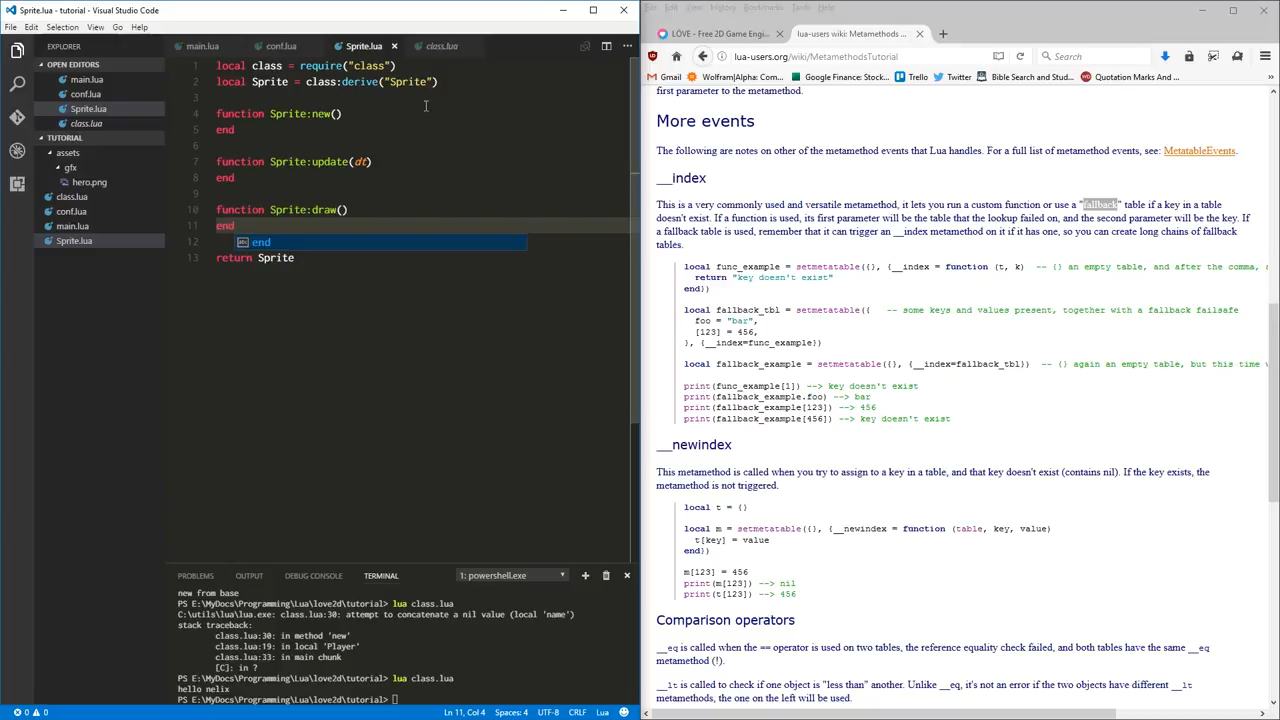 Sprite.lua - tutorial - Visual Studio Code
File Edit Selection View Go Help
File Edit View History Bookmarks Tools Help
LÖVE - Free 2D Game Engin...
lua-users wiki: Metamethods ...
lua-users.org/wiki/MetamethodsTutorial
Search
Gmail
Wolfram|Alpha: Com...
Google Finance: Stock...
Trello
Twitter
Bible Search and Stud...
Quotation Marks And ...
EXPLORER
OPEN EDITORS
main.lua
conf.lua
Sprite.lua
class.lua
TUTORIAL
assets
gfx
hero.png
class.lua
conf.lua
main.lua
Sprite.lua
main.lua
conf.lua
Sprite.lua
class.lua
1 local class = require("class")
2 local Sprite = class:derive("Sprite")
3
4 function Sprite:new()
5 end
6
7 function Sprite:update(dt)
8 end
9
10 function Sprite:draw()
11 end
12 end
13 return Sprite
PROBLEMS OUTPUT DEBUG CONSOLE TERMINAL
1: powershell.exe
new from base
PS E:\MyDocs\Programming\Lua\love2d\tutorial> lua class.lua
C:\utils\lua\lua.exe: class.lua:30: attempt to concatenate a nil value (local 'name')
stack traceback:
class.lua:30: in method 'new'
class.lua:19: in local 'Player'
class.lua:33: in main chunk
[C]: in ?
PS E:\MyDocs\Programming\Lua\love2d\tutorial> lua class.lua
hello nelix
PS E:\MyDocs\Programming\Lua\love2d\tutorial>
0 0
Ln 11, Col 4 Spaces: 4 UTF-8 CRLF Lua
first parameter to the metamethod.
More events
The following are notes on other of the metamethod events that Lua handles. For a full list of metamethod events, see: MetatableEvents.
__index
This is a very commonly used and versatile metamethod, it lets you run a custom function or use a "fallback" table if a key in a table
doesn't exist. If a function is used, its first parameter will be the table that the lookup failed on, and the second parameter will be the key. If
a fallback table is used, remember that it can trigger an __index metamethod on it if it has one, so you can create long chains of fallback
tables.
local func_example = setmetatable({}, {__index = function (t, k) -- {} an empty table, and after the comma,
return "key doesn't exist"
end})
local fallback_tbl = setmetatable({ -- some keys and values present, together with a fallback failsafe
foo = "bar",
[123] = 456,
}, {__index=func_example})
local fallback_example = setmetatable({}, {__index=fallback_tbl}) -- {} again an empty table, but this time
print(func_example[1]) --> key doesn't exist
print(fallback_example.foo) --> bar
print(fallback_example[123]) --> 456
print(fallback_example[456]) --> key doesn't exist
__newindex
This metamethod is called when you try to assign to a key in a table, and that key doesn't exist (contains nil). If the key exists, the
metamethod is not triggered.
local t = {}
local m = setmetatable({}, {__newindex = function (table, key, value)
t[key] = value
end})
m[123] = 456
print(m[123]) --> nil
print(t[123]) --> 456
Comparison operators
__eq is called when the == operator is used on two tables, the reference equality check failed, and both tables have the same __eq
metamethod (!).
__lt is called to check if one object is "less than" another. Unlike __eq, it's not an error if the two objects have different __lt
metamethods, the one on the left will be used.